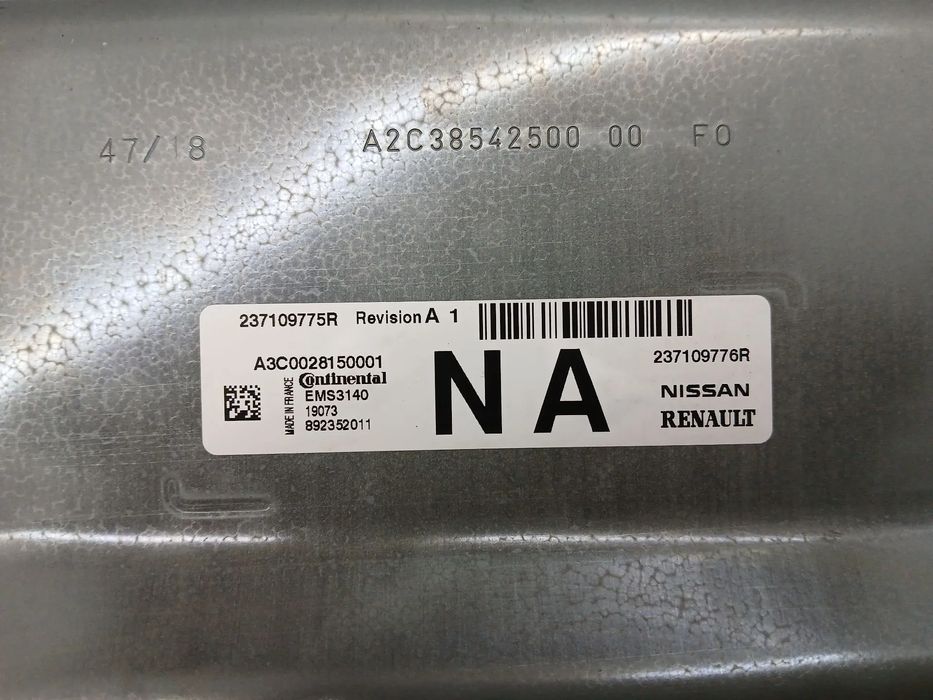 47/18
A2C38542500 00 F0
237109775R Revision A 1
A3C0028150001
Continental
MADE IN FRANCE
EMS3140
19073
892352011
NA
237109776R
NISSAN
RENAULT